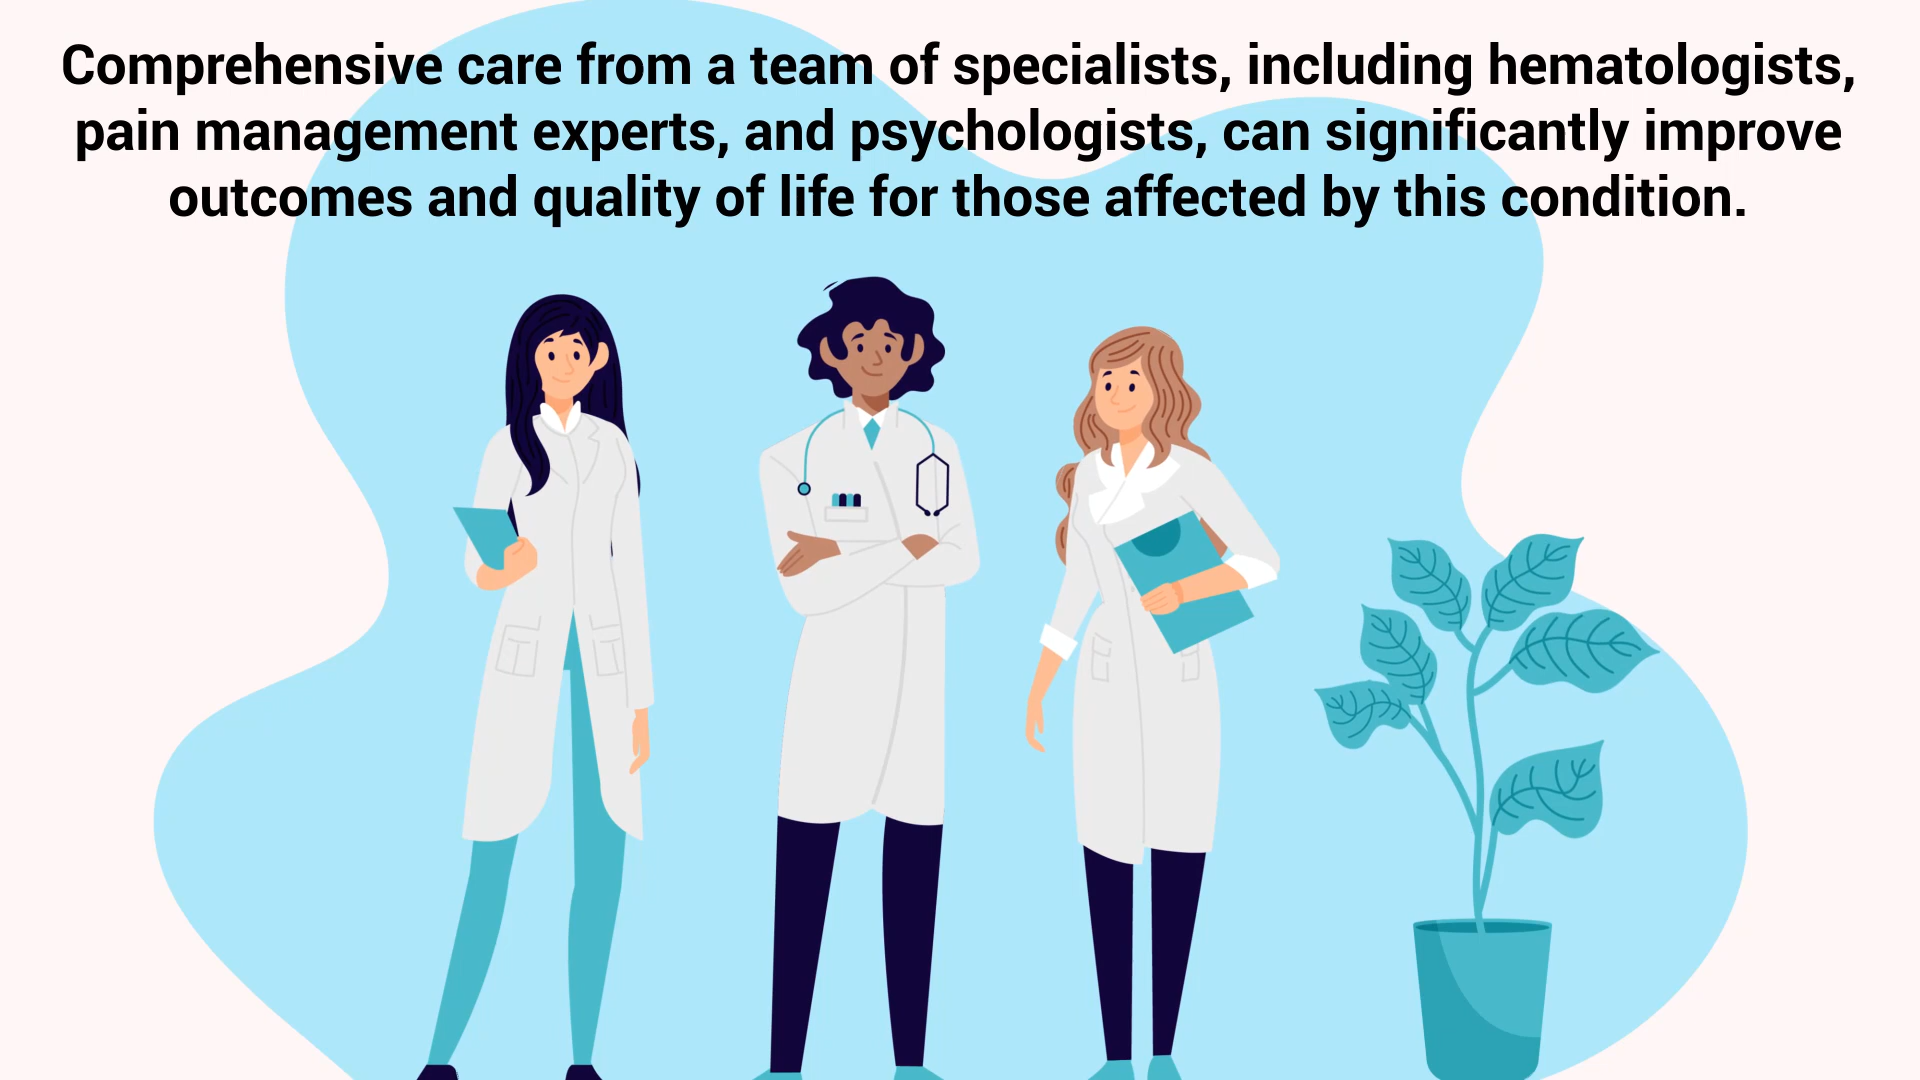 Comprehensive care from a team of specialists, including hematologists,
pain management experts, and psychologists, can significantly improve
outcomes and quality of life for those affected by this condition.